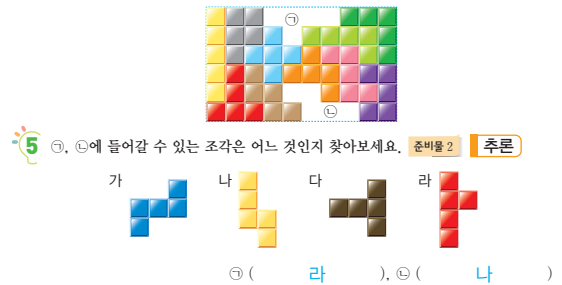 ㉠
㉡
5 ㉠, ㉡에 들어갈 수 있는 조각은 어느 것인지 찾아보세요. 준비물 2 추론
가 나 다 라
㉠ ( 라 ), ㉡ ( 나 )